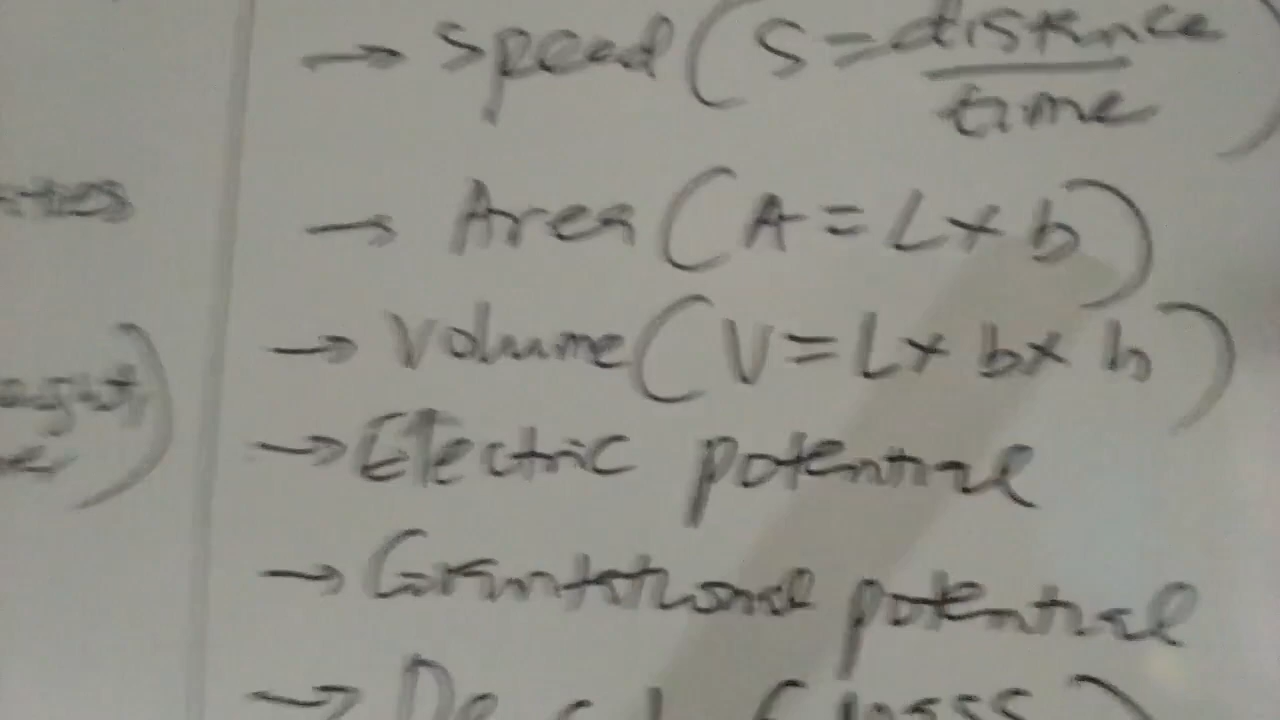 → Speed (S = distance / time)
→ Area (A = L × b)
→ Volume (V = L × b × h)
→ Electric potential
→ Gravitational potential